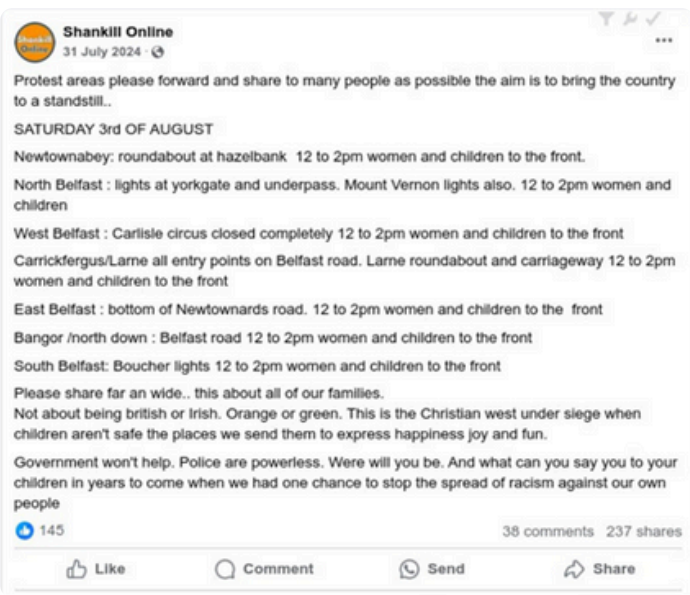 Shankill Online
Shankill
Online
31 July 2024 ·
Protest areas please forward and share to many people as possible the aim is to bring the country
to a standstill..
SATURDAY 3rd OF AUGUST
Newtownabey: roundabout at hazelbank 12 to 2pm women and children to the front.
North Belfast : lights at yorkgate and underpass. Mount Vernon lights also. 12 to 2pm women and
children
West Belfast : Carlisle circus closed completely 12 to 2pm women and children to the front
Carrickfergus/Larne all entry points on Belfast road. Larne roundabout and carriageway 12 to 2pm
women and children to the front
East Belfast : bottom of Newtownards road. 12 to 2pm women and children to the front
Bangor /north down : Belfast road 12 to 2pm women and children to the front
South Belfast: Boucher lights 12 to 2pm women and children to the front
Please share far an wide.. this about all of our families.
Not about being british or Irish. Orange or green. This is the Christian west under siege when
children aren't safe the places we send them to express happiness joy and fun.
Government won't help. Police are powerless. Were will you be. And what can you say you to your
children in years to come when we had one chance to stop the spread of racism against our own
people
145
38 comments 237 shares
Like Comment Send Share